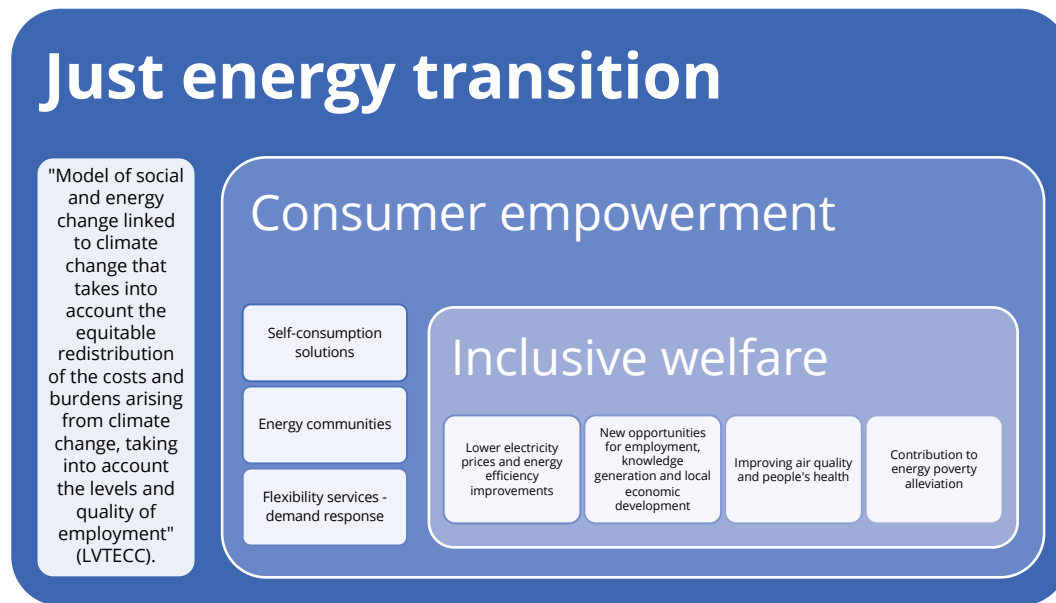 Just energy transition
"Model of social
and energy
change linked
to climate
change that
takes into
account the
equitable
redistribution
of the costs and
burdens arising
from climate
change, taking
into account
the levels and
quality of
employment"
(LVTECC).
Consumer empowerment
Self-consumption
solutions
Energy communities
Flexibility services -
demand response
Inclusive welfare
Lower electricity
prices and energy
efficiency
improvements
New opportunities
for employment,
knowledge
generation and local
economic
development
Improving air quality
and people's health
Contribution to
energy poverty
alleviation